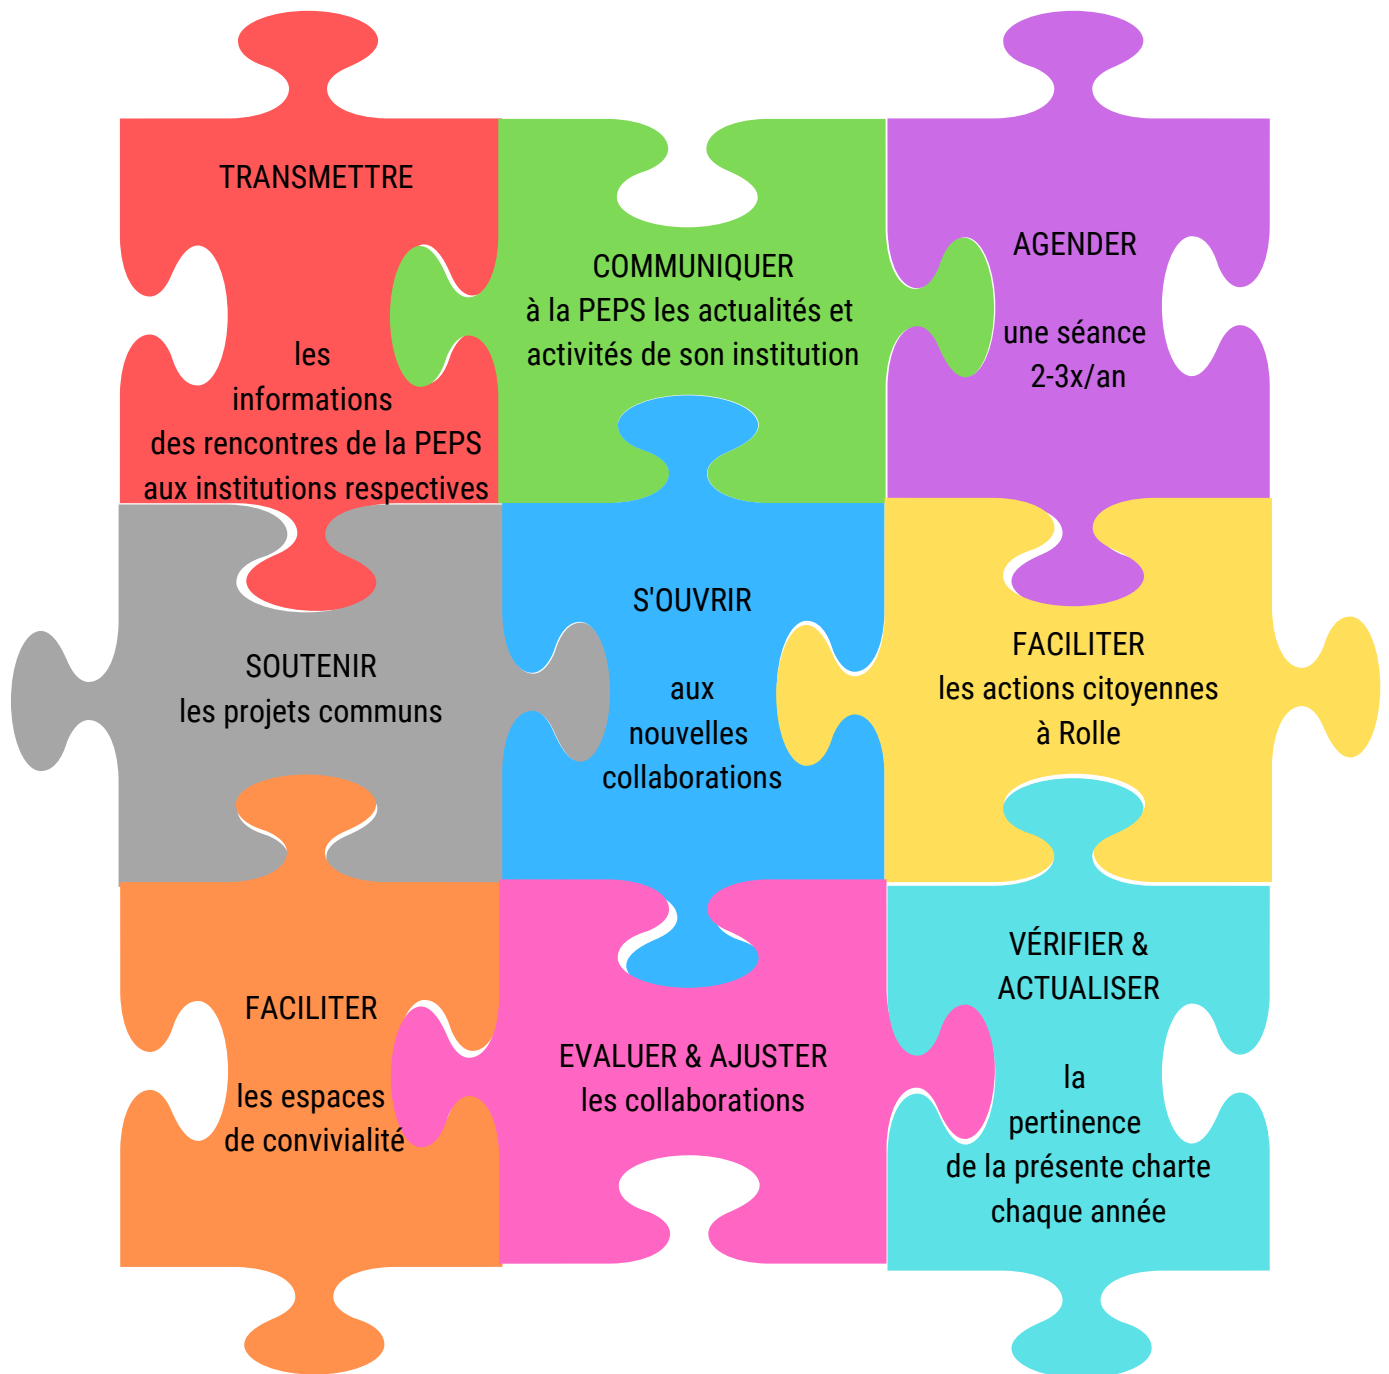 TRANSMETTRE
les
informations
des rencontres de la PEPS
aux institutions respectives
COMMUNIQUER
à la PEPS les actualités et
activités de son institution
AGENDER
une séance
2-3x/an
SOUTENIR
les projets communs
S'OUVRIR
aux
nouvelles
collaborations
FACILITER
les actions citoyennes
à Rolle
FACILITER
les espaces
de convivialité
EVALUER & AJUSTER
les collaborations
VÉRIFIER &
ACTUALISER
la
pertinence
de la présente charte
chaque année